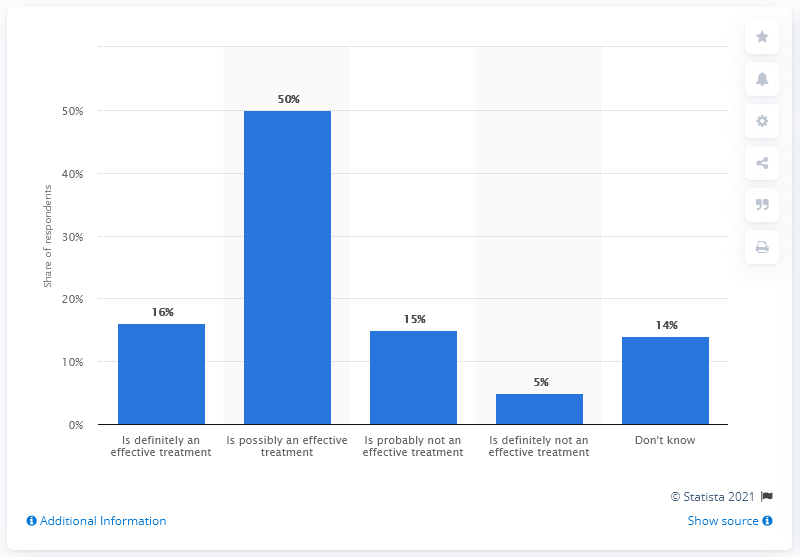 50%
40%
30%
20%
10%
0%
Share of respondents
16%
50%
15%
5%
14%
Is definitely an
effective treatment
Is possibly an effective
treatment
Is probably not an
effective treatment
Is definitely not an
effective treatment
Don't know
© Statista 2021
Additional Information
Show source